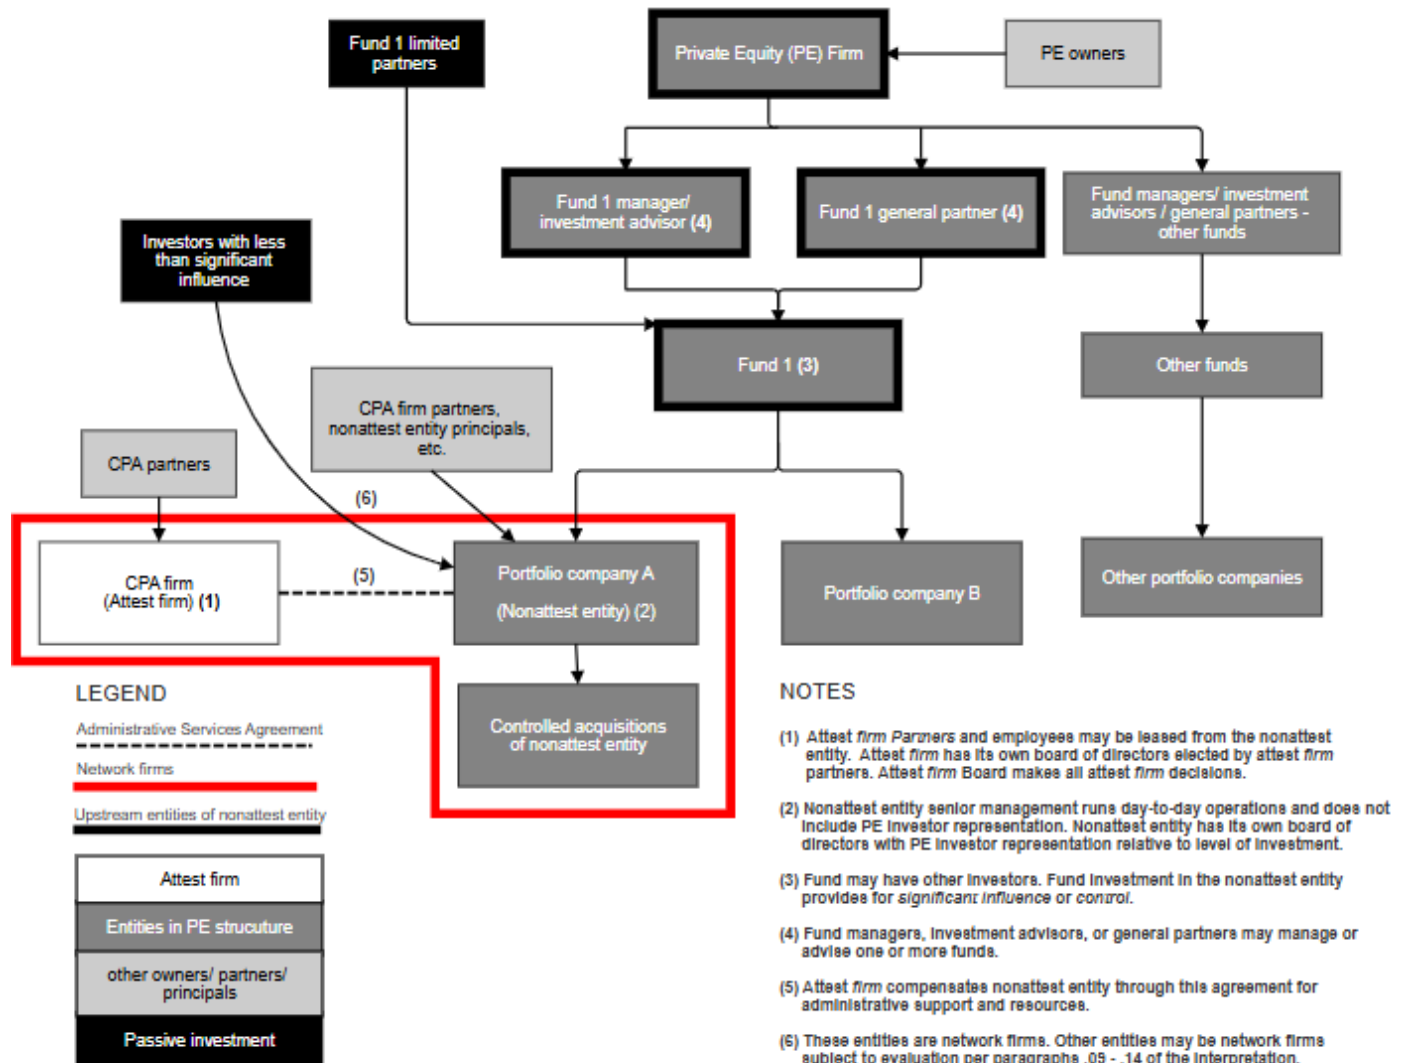 Fund 1 limited
partners
Private Equity (PE) Firm
PE owners
Fund 1 manager/
investment advisor (4)
Fund 1 general partner (4)
Fund managers/ investment
advisors / general partners -
other funds
Investors with less
than significant
influence
Fund 1 (3)
Other funds
CPA firm partners,
nonattest entity principals,
etc.
CPA partners
(6)
CPA firm
(Attest firm) (1)
(5)
Portfolio company A
(Nonattest entity) (2)
Portfolio company B
Other portfolio companies
Controlled acquisitions
of nonattest entity
LEGEND
Administrative Services Agreement
Network firms
Upstream entities of nonattest entity
Attest firm
Entities in PE strucuture
other owners/ partners/
principals
Passive investment
NOTES
(1) Attest firm Partners and employees may be leased from the nonattest
entity. Attest firm has its own board of directors elected by attest firm
partners. Attest firm Board makes all attest firm decisions.
(2) Nonattest entity senior management runs day-to-day operations and does not
include PE investor representation. Nonattest entity has its own board of
directors with PE investor representation relative to level of investment.
(3) Fund may have other investors. Fund investment in the nonattest entity
provides for significant influence or control.
(4) Fund managers, investment advisors, or general partners may manage or
advise one or more funds.
(5) Attest firm compensates nonattest entity through this agreement for
administrative support and resources.
(6) These entities are network firms. Other entities may be network firms
subject to evaluation per paragraphs .09 - .14 of the interpretation.